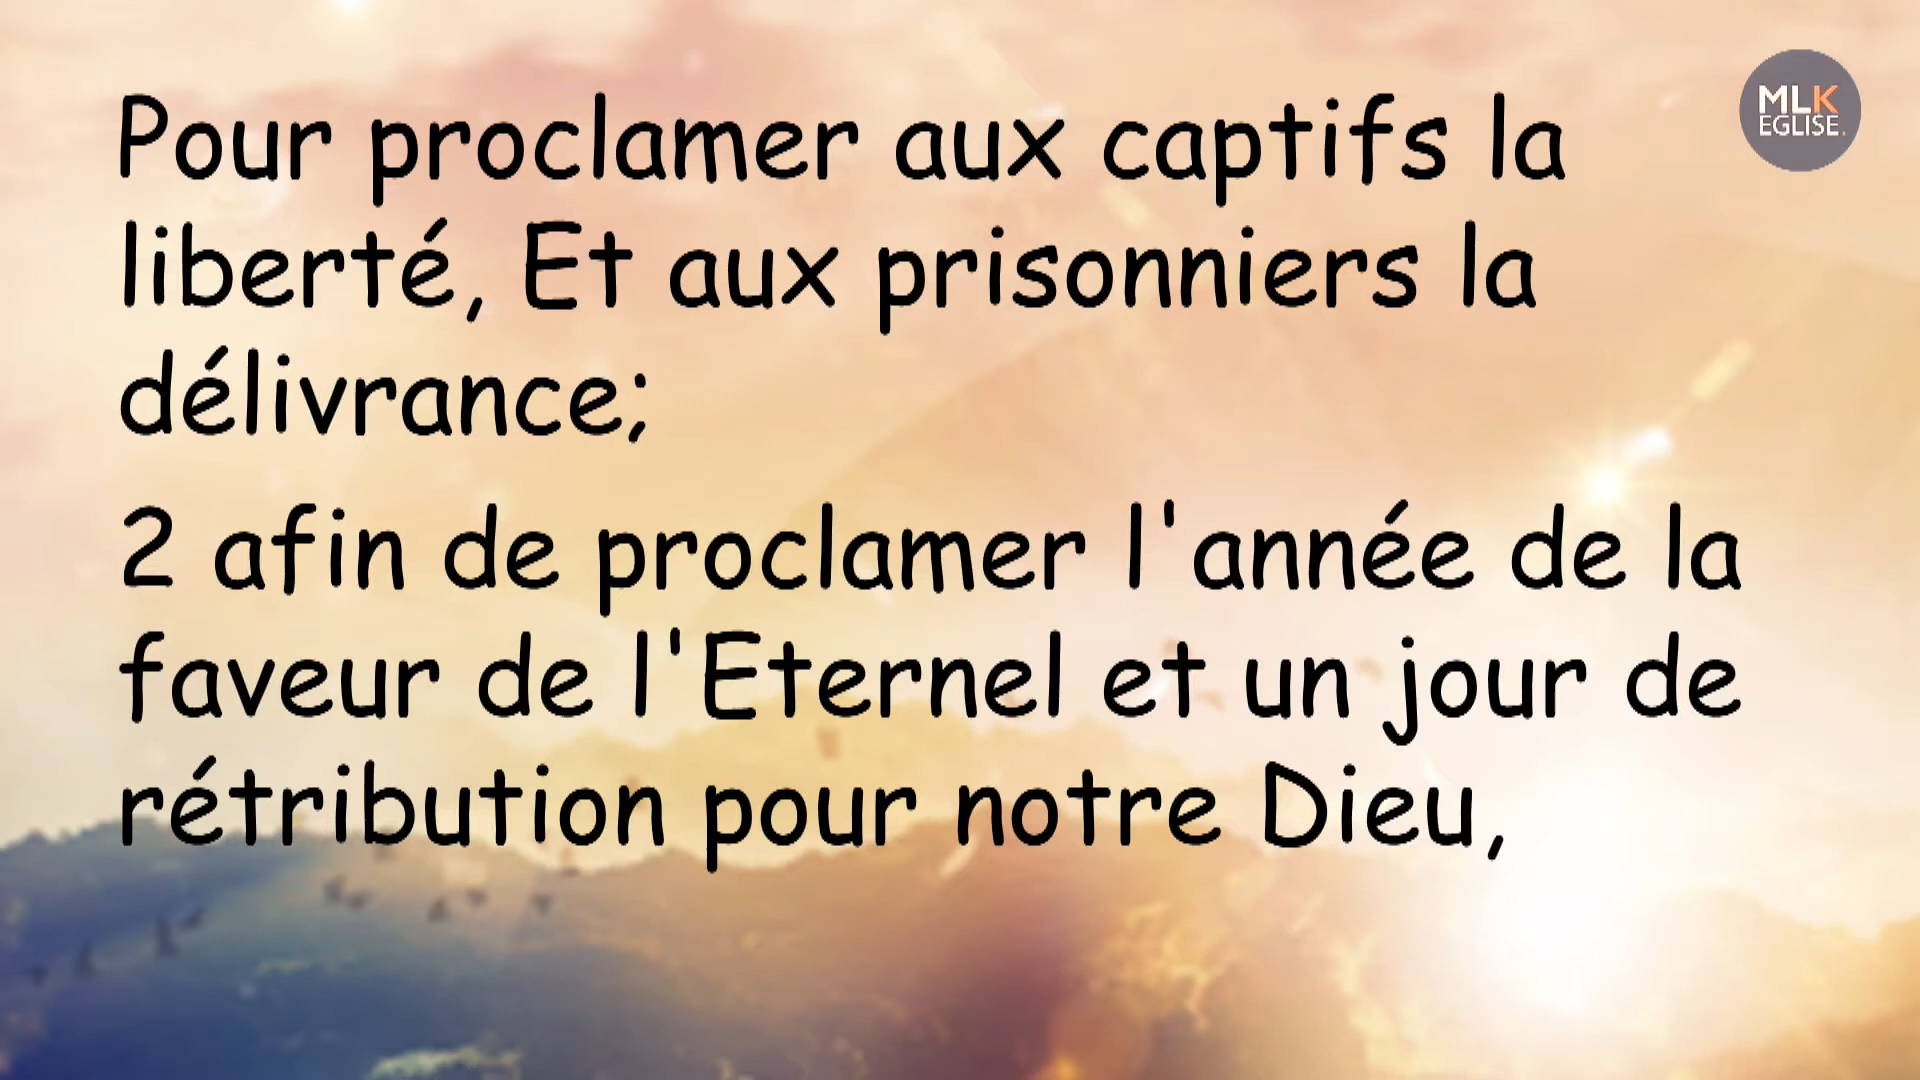 Pour proclamer aux captifs la
liberté, Et aux prisonniers la
délivrance;
2 afin de proclamer l'année de la
faveur de l'Eternel et un jour de
rétribution pour notre Dieu,
MLK
EGLISE.